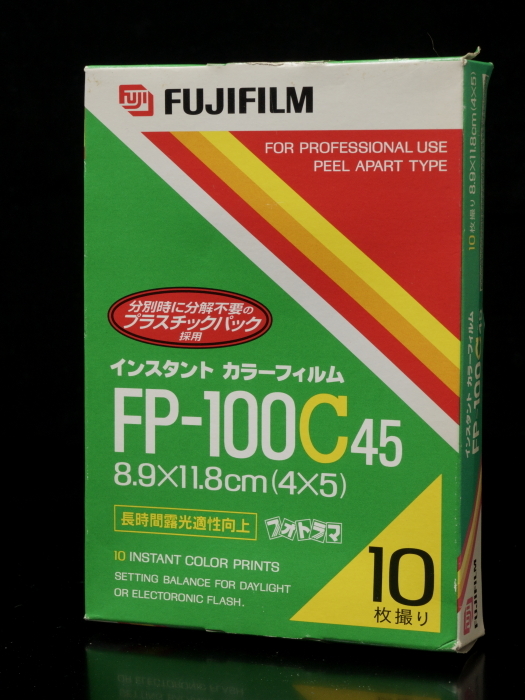 FUJI FUJIFILM
FOR PROFESSIONAL USE
PEEL APART TYPE
分別時に分解不要の
プラスチックパック
採用
インスタント カラーフィルム
FP-100C45
8.9×11.8cm(4×5)
長時間露光適性向上 フォトラマ
10 INSTANT COLOR PRINTS
SETTING BALANCE FOR DAYLIGHT
OR ELECTORONIC FLASH.
10
枚撮り
10枚撮り 8.9×11.8cm(4×5)
インスタント カラーフィルム
FP-100C45
FUJIFILM